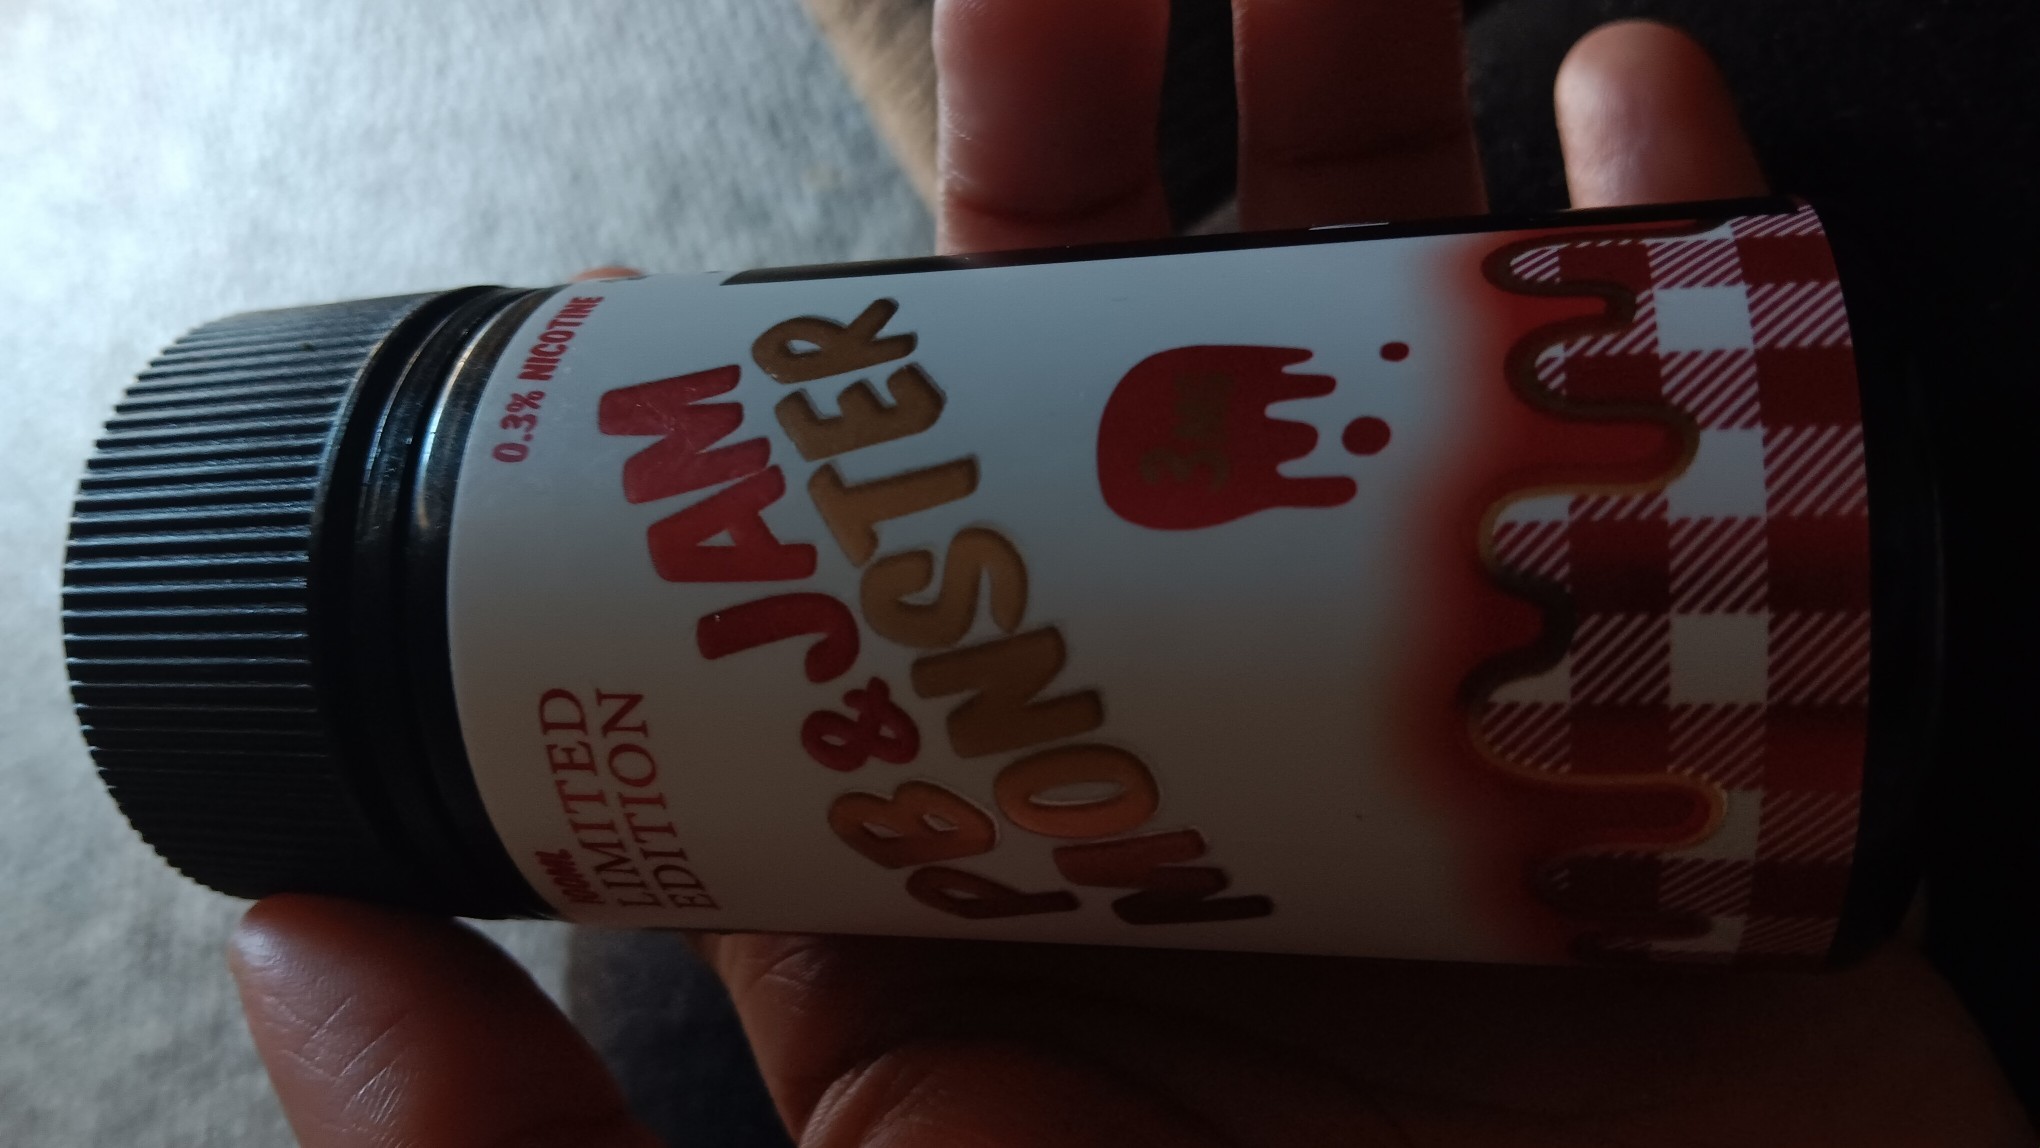 100ML
LIMITED
EDITION
0.3% NICOTINE
PB & JAM
MONSTER
3MG